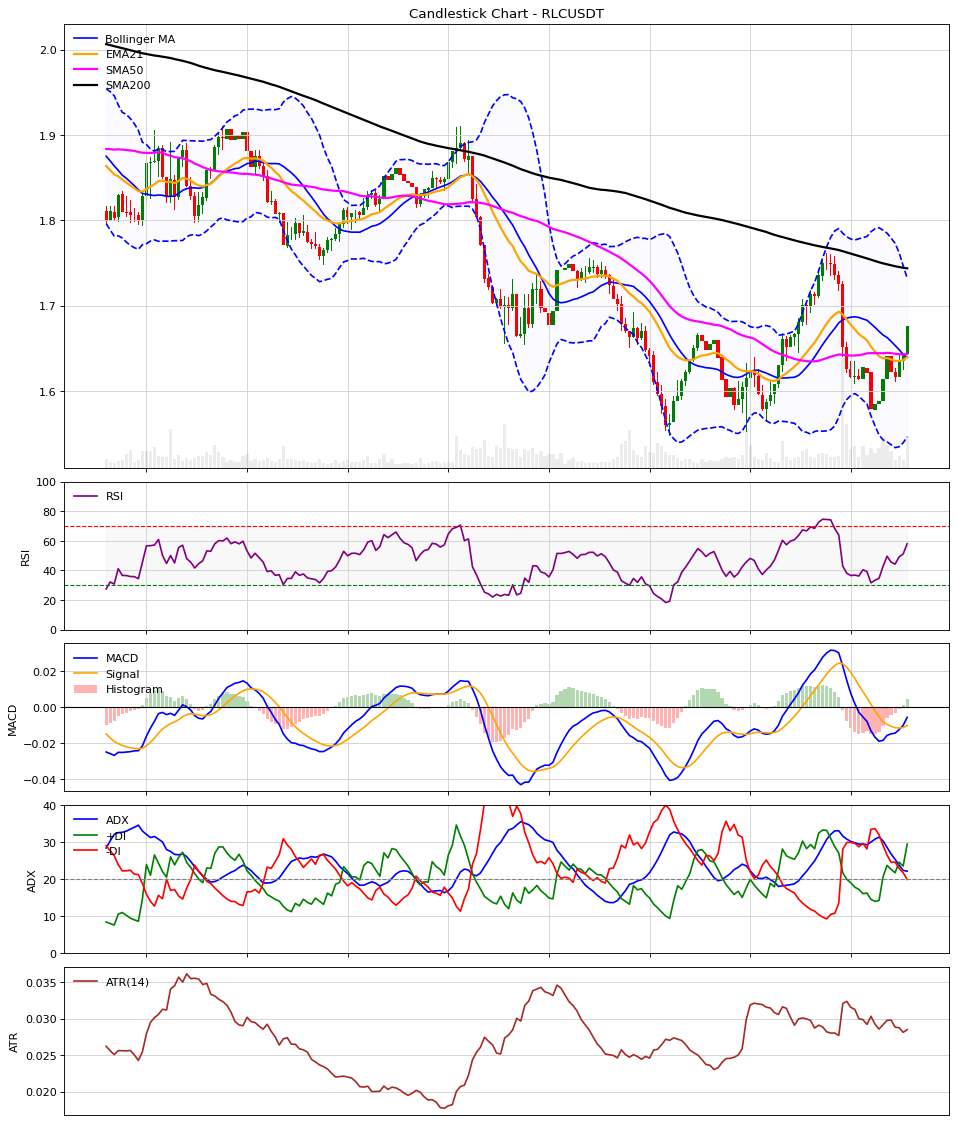 Candlestick Chart - RLCUSDT
Bollinger MA
EMA21
SMA50
SMA200
2.0
1.9
1.8
1.7
1.6
RSI
RSI
100
80
60
40
20
0
MACD
Signal
Histogram
MACD
0.02
0.00
−0.02
−0.04
ADX
+DI
-DI
ADX
40
30
20
10
0
ATR(14)
ATR
0.035
0.030
0.025
0.020